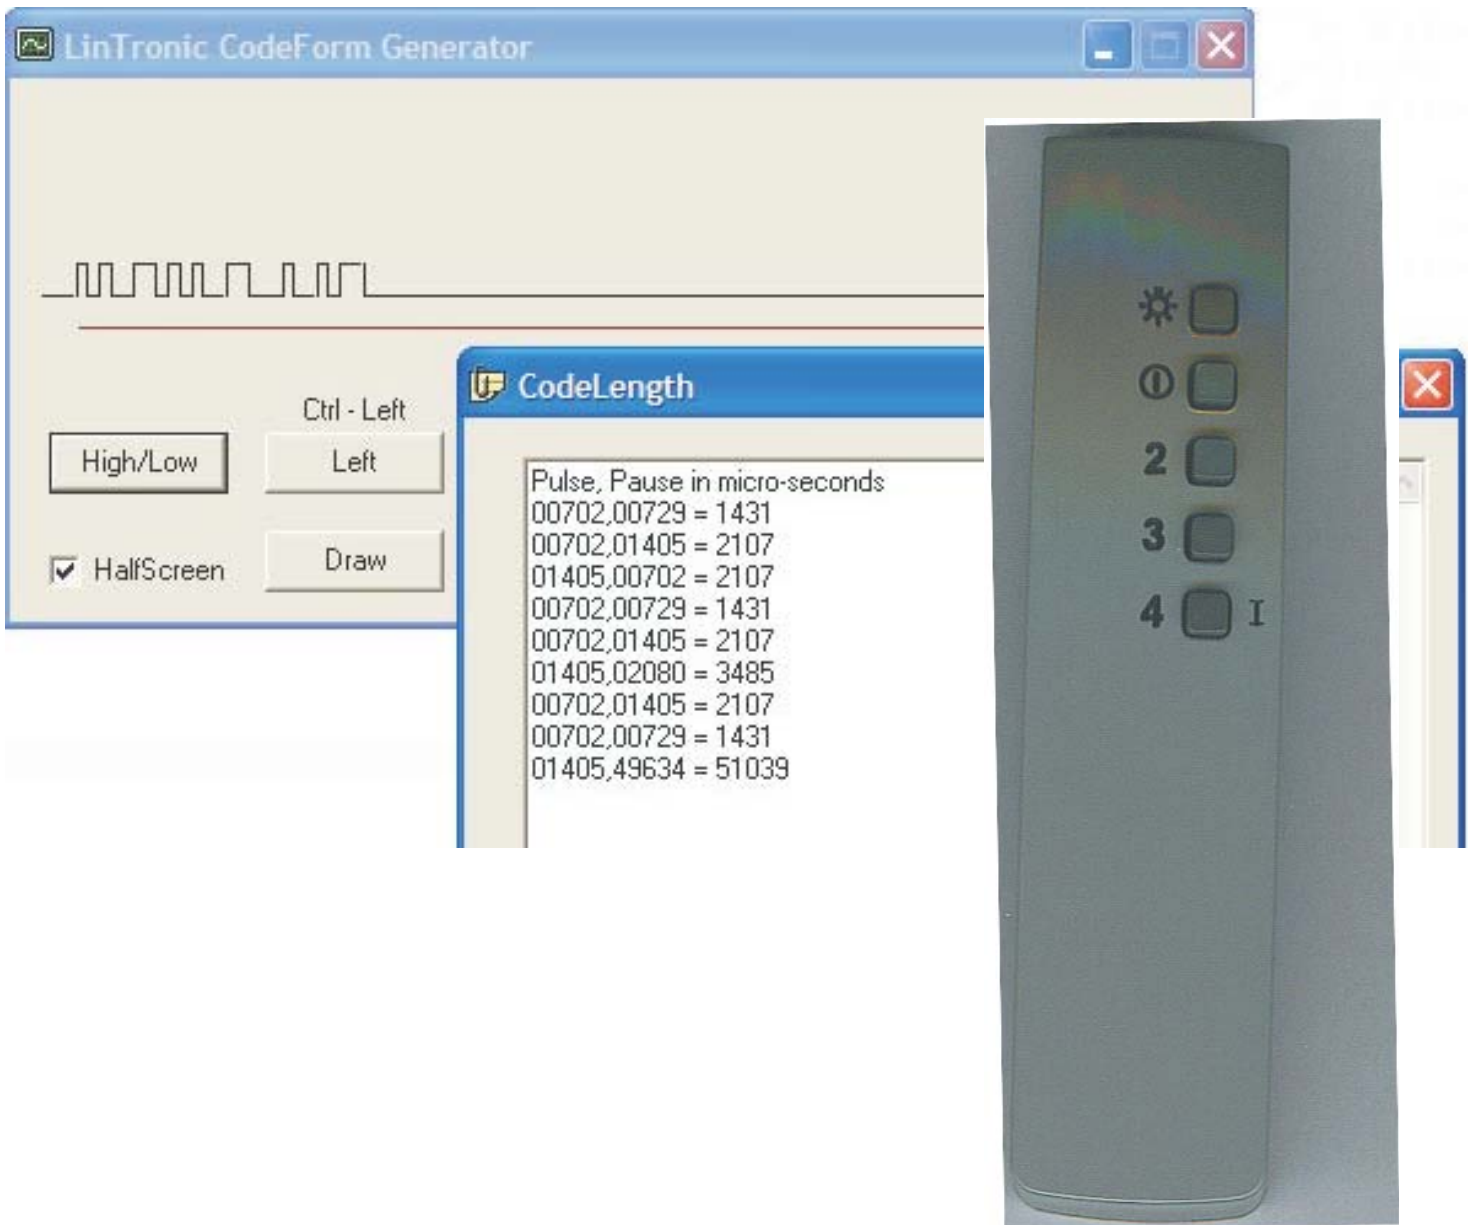 LinTronic CodeForm Generator
Ctrl - Left
High/Low
Left
HalfScreen
Draw
CodeLength
Pulse, Pause in micro-seconds
00702,00729 = 1431
00702,01405 = 2107
01405,00702 = 2107
00702,00729 = 1431
00702,01405 = 2107
01405,02080 = 3485
00702,01405 = 2107
00702,00729 = 1431
01405,49634 = 51039
2
3
4